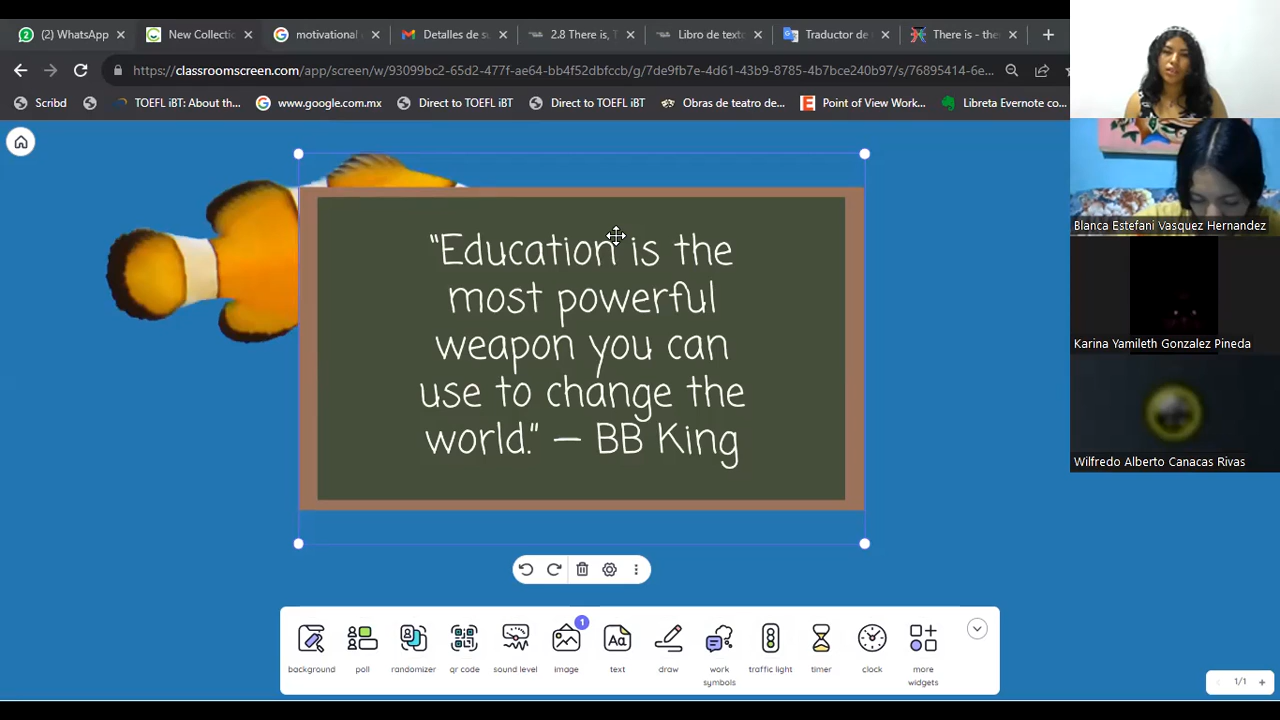 (2) WhatsApp
New Collectic
motivational
Detalles de
2.8 There is, T
Libro de texto
Traductor de
There is - the
https://classroomscreen.com/app/screen/w/93099bc2-65d2-477f-ae64-bb4f52dbfccb/g/7de9fb7e-4d61-43b9-8785-4b7bce240b97/s/76895414-6e...
Scribd
TOEFL iBT: About th...
www.google.com.mx
Direct to TOEFL iBT
Direct to TOEFL iBT
Obras de teatro de...
Point of View Work...
Libreta Evernote co...
"Education is the
most powerful
weapon you can
use to change the
world." — BB King
Blanca Estefani Vasquez Hernandez
Karina Yamileth Gonzalez Pineda
Wilfredo Alberto Canacas Rivas
1
background
poll
randomizer
qr code
sound level
image
Aa
text
draw
work
symbols
traffic light
timer
clock
more
widgets
1/1